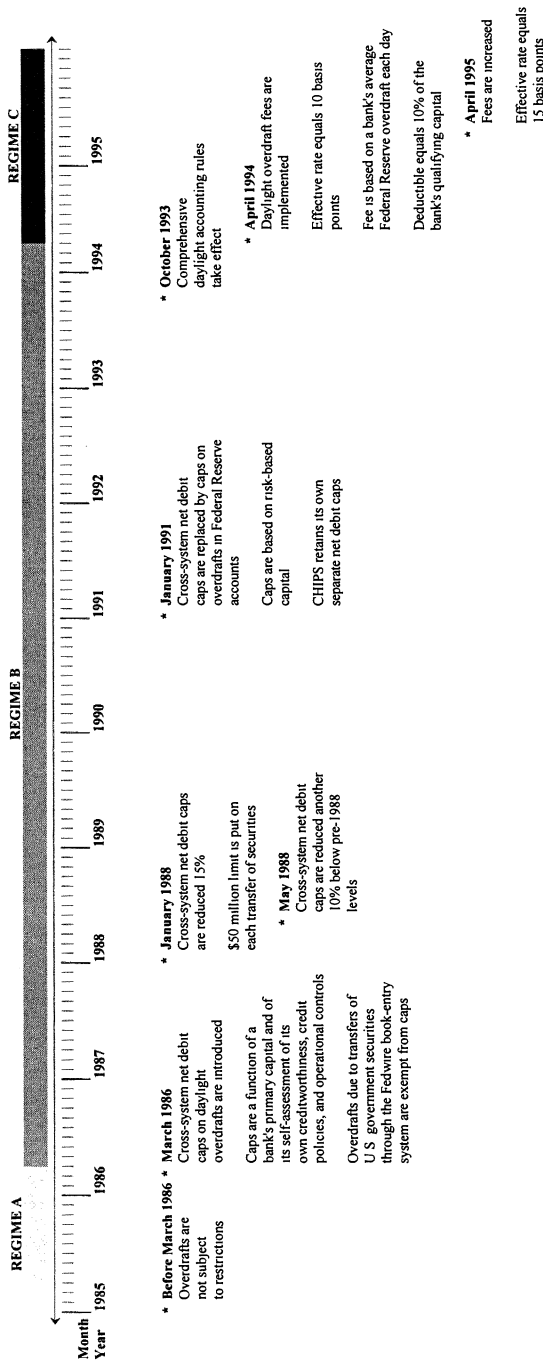 REGIME A
REGIME B
REGIME C
Month
Year
1985
1986
1987
1988
1989
1990
1991
1992
1993
1994
1995
* Before March 1986
Overdrafts are
not subject
to restrictions
* March 1986
Cross-system net debit
caps on daylight
overdrafts are introduced
Caps are a function of a
bank's primary capital and of
its self-assessment of its
own creditworthiness, credit
policies, and operational controls
Overdrafts due to transfers of
U S government securities
through the Fedwire book-entry
system are exempt from caps
* January 1988
Cross-system net debit caps
are reduced 15%
$50 million limit is put on
each transfer of securities
* May 1988
Cross-system net debit
caps are reduced another
10% below pre-1988
levels
* January 1991
Cross-system net debit
caps are replaced by caps on
overdrafts in Federal Reserve
accounts
Caps are based on risk-based
capital
CHIPS retains its own
separate net debit caps
* October 1993
Comprehensive
daylight accounting rules
take effect
* April 1994
Daylight overdraft fees are
implemented
Effective rate equals 10 basis
points
Fee is based on a bank's average
Federal Reserve overdraft each day
Deductible equals 10% of the
bank's qualifying capital
* April 1995
Fees are increased
Effective rate equals
15 basis points